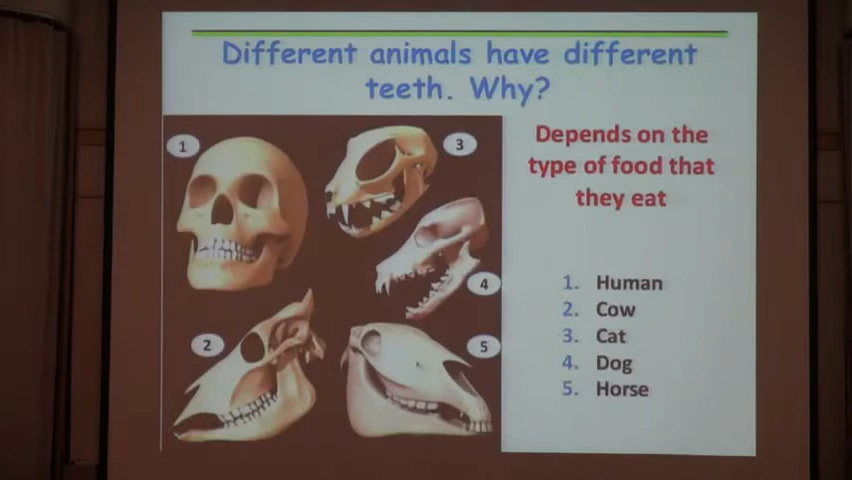 Different animals have different
teeth. Why?
Depends on the
type of food that
they eat
1
3
4
2
5
1. Human
2. Cow
3. Cat
4. Dog
5. Horse